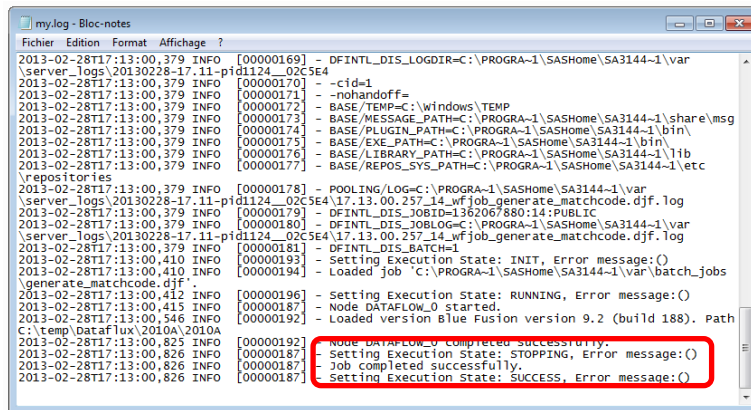 my.log - Bloc-notes
Fichier Edition Format Affichage ?
2013-02-28T17:13:00,379 INFO [00000169] - DFINTL_DIS_LOGDIR=C:\PROGRA~1\SASHome\SA3144~1\var
\server_logs\20130228-17.11-pid1124__02C5E4
2013-02-28T17:13:00,379 INFO [00000170] - -cid=1
2013-02-28T17:13:00,379 INFO [00000171] - -nohandoff=
2013-02-28T17:13:00,379 INFO [00000172] - BASE/TEMP=C:\Windows\TEMP
2013-02-28T17:13:00,379 INFO [00000173] - BASE/MESSAGE_PATH=C:\PROGRA~1\SASHome\SA3144~1\share\msg
2013-02-28T17:13:00,379 INFO [00000174] - BASE/PLUGIN_PATH=C:\PROGRA~1\SASHome\SA3144~1\bin\
2013-02-28T17:13:00,379 INFO [00000175] - BASE/EXE_PATH=C:\PROGRA~1\SASHome\SA3144~1\bin\
2013-02-28T17:13:00,379 INFO [00000176] - BASE/LIBRARY_PATH=C:\PROGRA~1\SASHome\SA3144~1\lib
2013-02-28T17:13:00,379 INFO [00000177] - BASE/REPOS_SYS_PATH=C:\PROGRA~1\SASHome\SA3144~1\etc
\repositories
2013-02-28T17:13:00,379 INFO [00000178] - POOLING/LOG=C:\PROGRA~1\SASHome\SA3144~1\var
\server_logs\20130228-17.11-pid1124__02C5E4\17.13.00.257_14_wfjob_generate_matchcode.djf.log
2013-02-28T17:13:00,379 INFO [00000179] - DFINTL_DIS_JOBID=1362067880:14:PUBLIC
2013-02-28T17:13:00,379 INFO [00000180] - DFINTL_DIS_JOBLOG=C:\PROGRA~1\SASHome\SA3144~1\var
\server_logs\20130228-17.11-pid1124__02C5E4\17.13.00.257_14_wfjob_generate_matchcode.djf.log
2013-02-28T17:13:00,379 INFO [00000181] - DFINTL_DIS_BATCH=1
2013-02-28T17:13:00,410 INFO [00000193] - Setting Execution State: INIT, Error message:()
2013-02-28T17:13:00,410 INFO [00000194] - Loaded job 'C:\PROGRA~1\SASHome\SA3144~1\var\batch_jobs
\generate_matchcode.djf'.
2013-02-28T17:13:00,412 INFO [00000196] - Setting Execution State: RUNNING, Error message:()
2013-02-28T17:13:00,415 INFO [00000187] - Node DATAFLOW_0 started.
2013-02-28T17:13:00,546 INFO [00000192] - Loaded version Blue Fusion version 9.2 (build 188). Path
C:\temp\Dataflux\2010A\2010A
2013-02-28T17:13:00,825 INFO [00000192] - Node DATAFLOW_0 completed successfully.
2013-02-28T17:13:00,826 INFO [00000187] - Setting Execution State: STOPPING, Error message:()
2013-02-28T17:13:00,826 INFO [00000187] - Job completed successfully.
2013-02-28T17:13:00,826 INFO [00000187] - Setting Execution State: SUCCESS, Error message:()